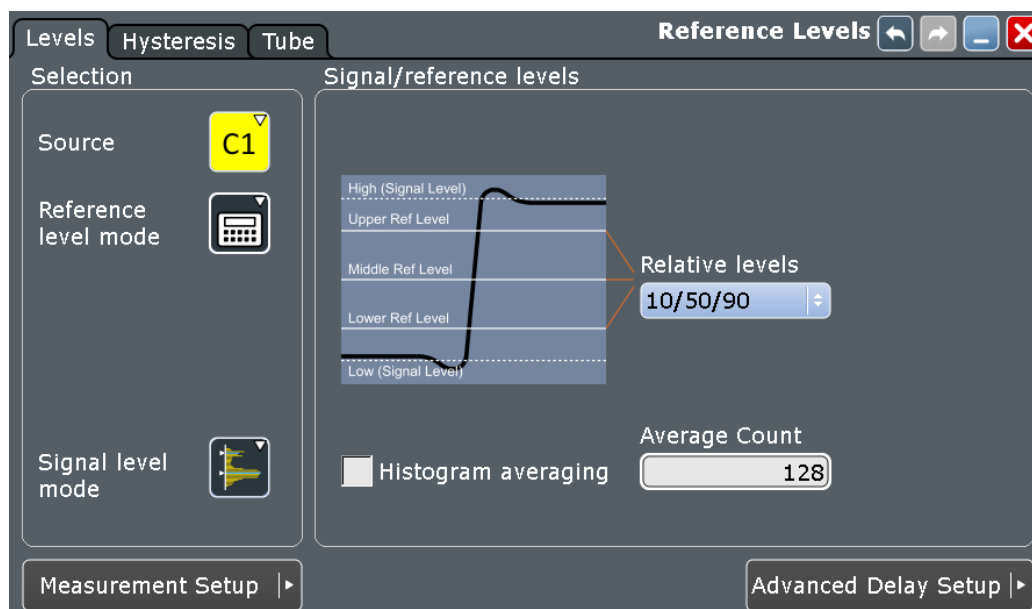 Levels
Hysteresis
Tube
Reference Levels
Selection
Signal/reference levels
Source
C1
Reference
level mode
High (Signal Level)
Upper Ref Level
Middle Ref Level
Lower Ref Level
Low (Signal Level)
Relative levels
10/50/90
Signal level
mode
Histogram averaging
Average Count
128
Measurement Setup
Advanced Delay Setup